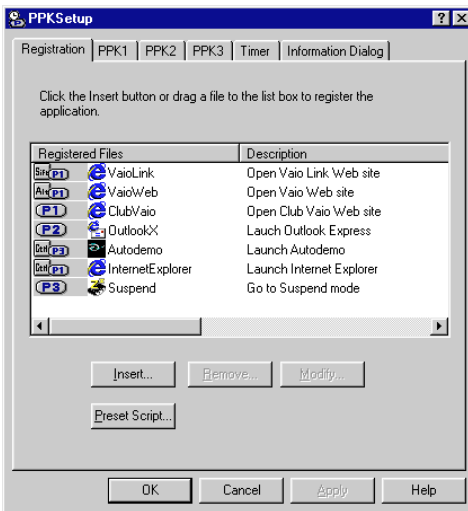 PPKSetup
Registration PPK1 PPK2 PPK3 Timer Information Dialog
Click the Insert button or drag a file to the list box to register the
application.
Registered Files Description
P1 VaioLink Open Vaio Link Web site
P1 VaioWeb Open Vaio Web site
P1 ClubVaio Open Club Vaio Web site
P2 OutlookX Lauch Outlook Express
P3 Autodemo Launch Autodemo
P1 InternetExplorer Launch Internet Explorer
P3 Suspend Go to Suspend mode
Insert... Remove... Modify...
Preset Script...
OK Cancel Apply Help